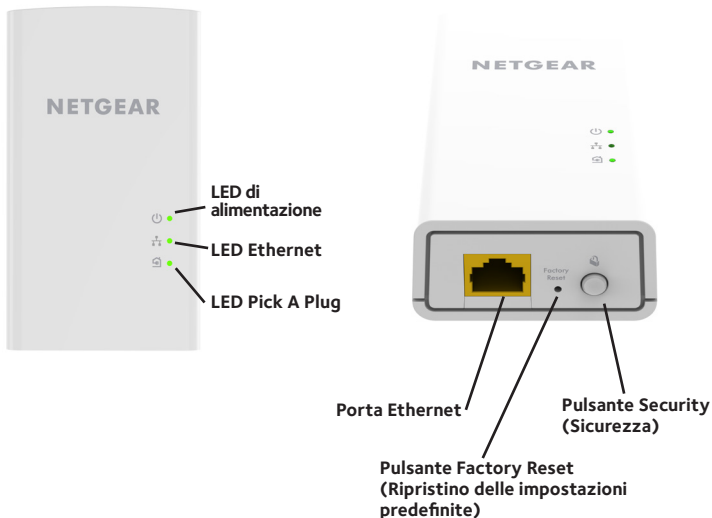 NETGEAR
LED di
alimentazione
LED Ethernet
LED Pick A Plug
NETGEAR
Factory
Reset
Porta Ethernet
Pulsante Security
(Sicurezza)
Pulsante Factory Reset
(Ripristino delle impostazioni
predefinite)